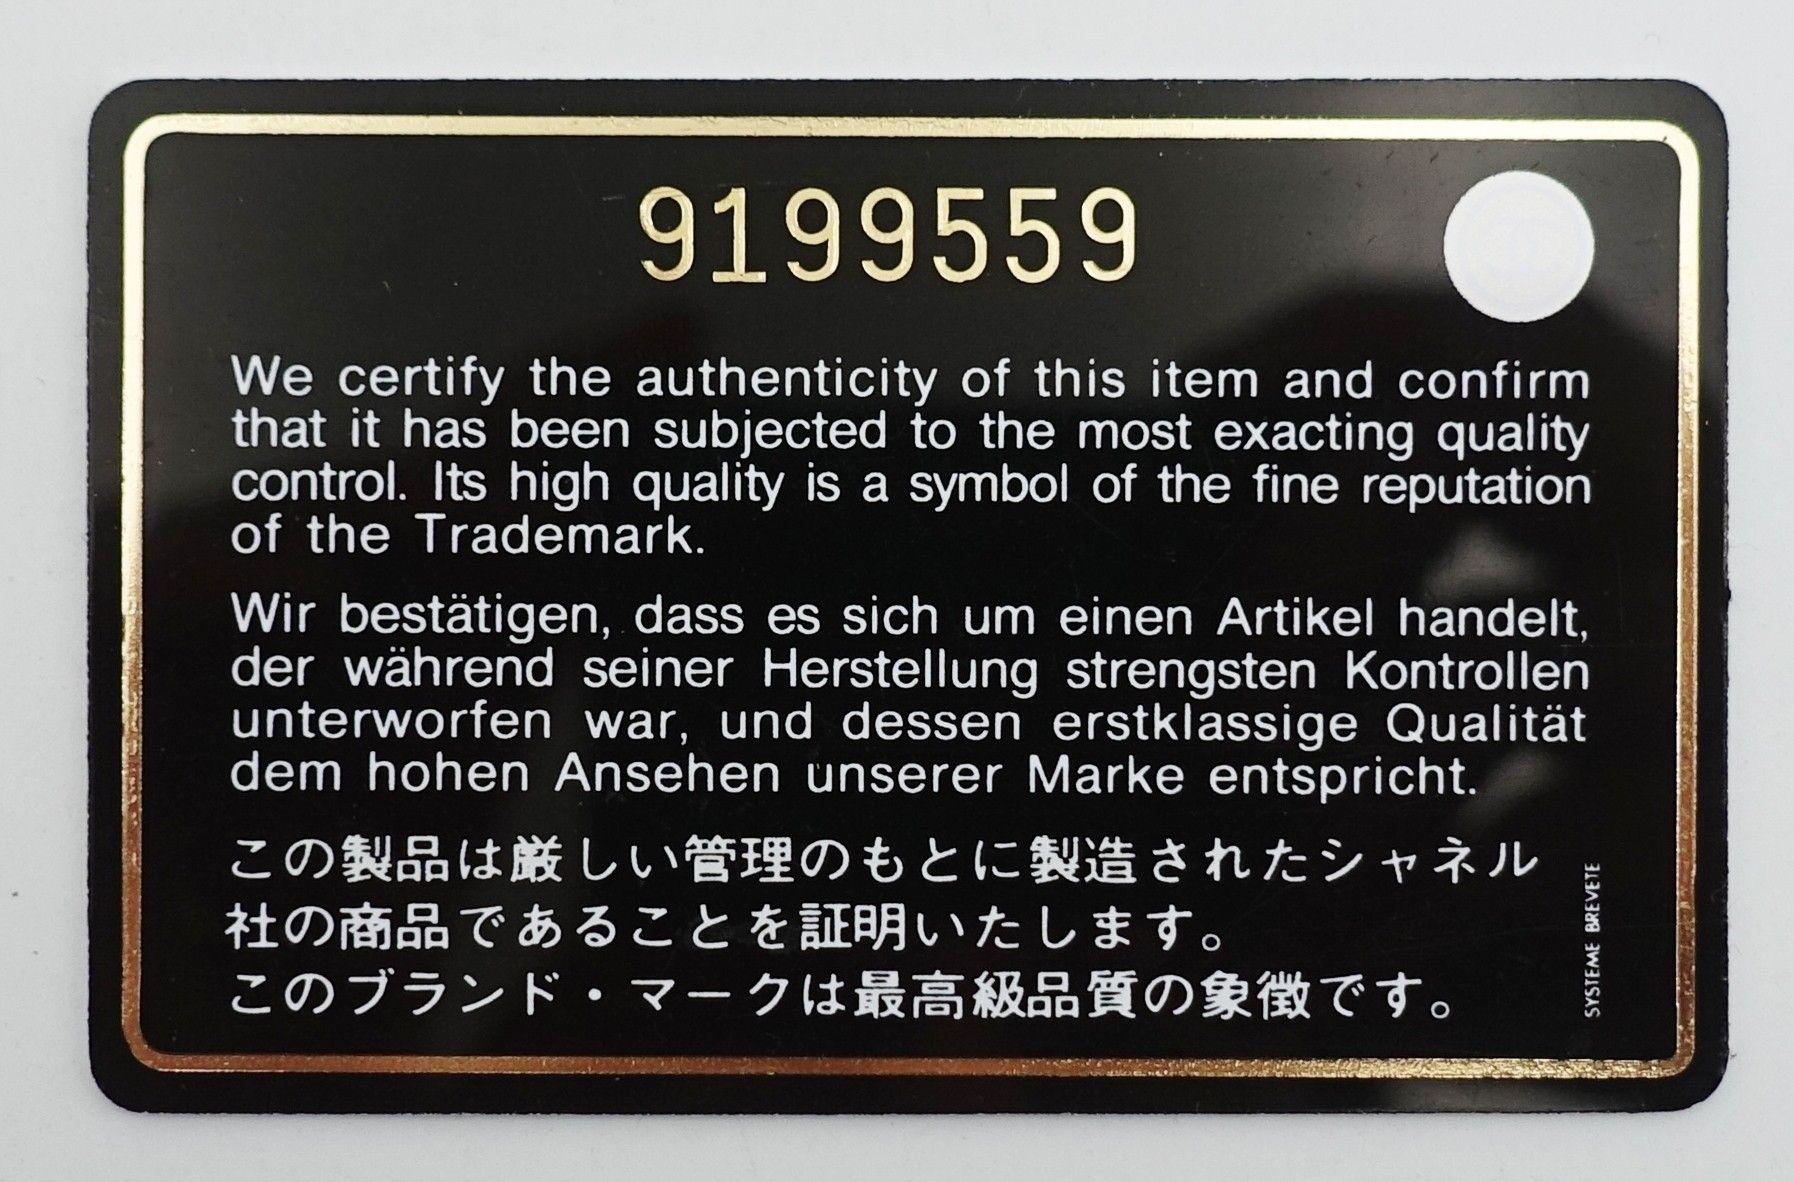 9199559
We certify the authenticity of this item and confirm
that it has been subjected to the most exacting quality
control. Its high quality is a symbol of the fine reputation
of the Trademark.
Wir bestätigen, dass es sich um einen Artikel handelt,
der während seiner Herstellung strengsten Kontrollen
unterworfen war, und dessen erstklassige Qualität
dem hohen Ansehen unserer Marke entspricht.
この製品は厳しい管理のもとに製造されたシャネル
社の商品であることを証明いたします。
このブランド・マークは最高級品質の象徴です。
SYSTEME BREVETE